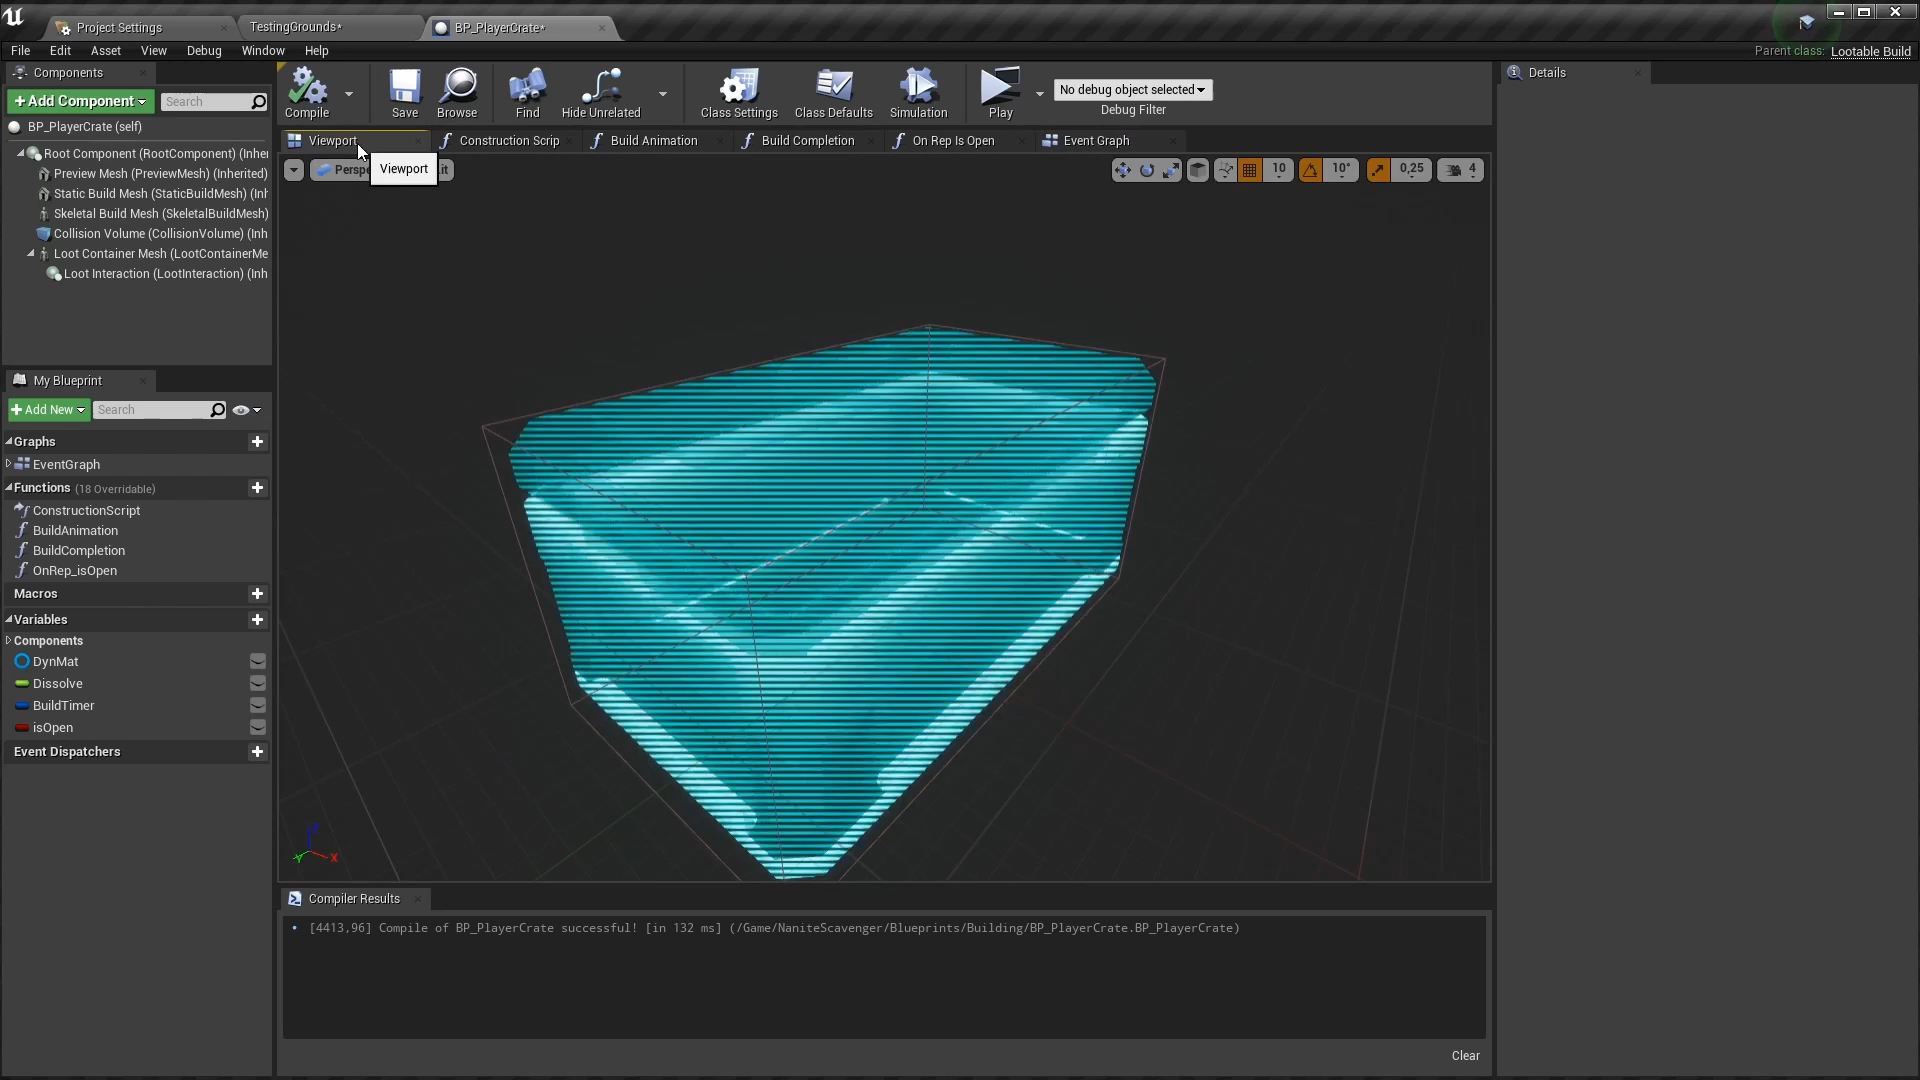 Project Settings
TestingGrounds*
BP_PlayerCrate*
File Edit Asset View Debug Window Help
Parent class: Lootable Build
Components
Details
+ Add Component
Search
Compile
Save
Browse
Find
Hide Unrelated
Class Settings
Class Defaults
Simulation
Play
No debug object selected
Debug Filter
BP_PlayerCrate (self)
Root Component (RootComponent) (Inher
Preview Mesh (PreviewMesh) (Inherited)
Static Build Mesh (StaticBuildMesh) (Inh
Skeletal Build Mesh (SkeletalBuildMesh)
Collision Volume (CollisionVolume) (Inh
Loot Container Mesh (LootContainerMe
Loot Interaction (LootInteraction) (Inh
Viewport
Construction Scrip
Build Animation
Build Completion
On Rep Is Open
Event Graph
Perspe
Viewport
it
10
10°
0,25
4
My Blueprint
+ Add New
Search
Graphs
EventGraph
Functions (18 Overridable)
ConstructionScript
BuildAnimation
BuildCompletion
OnRep_isOpen
Macros
Variables
Components
DynMat
Dissolve
BuildTimer
isOpen
Event Dispatchers
Z
Y
X
Compiler Results
[4413,96] Compile of BP_PlayerCrate successful! [in 132 ms] (/Game/NaniteScavenger/Blueprints/Building/BP_PlayerCrate.BP_PlayerCrate)
Clear